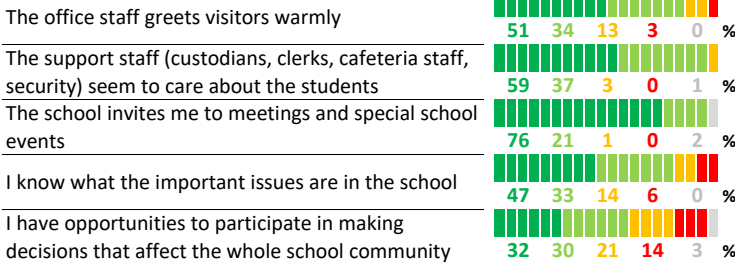 The office staff greets visitors warmly
51 34 13 3 0 %
The support staff (custodians, clerks, cafeteria staff,
security) seem to care about the students
59 37 3 0 1 %
The school invites me to meetings and special school
events
76 21 1 0 2 %
I know what the important issues are in the school
47 33 14 6 0 %
I have opportunities to participate in making
decisions that affect the whole school community
32 30 21 14 3 %